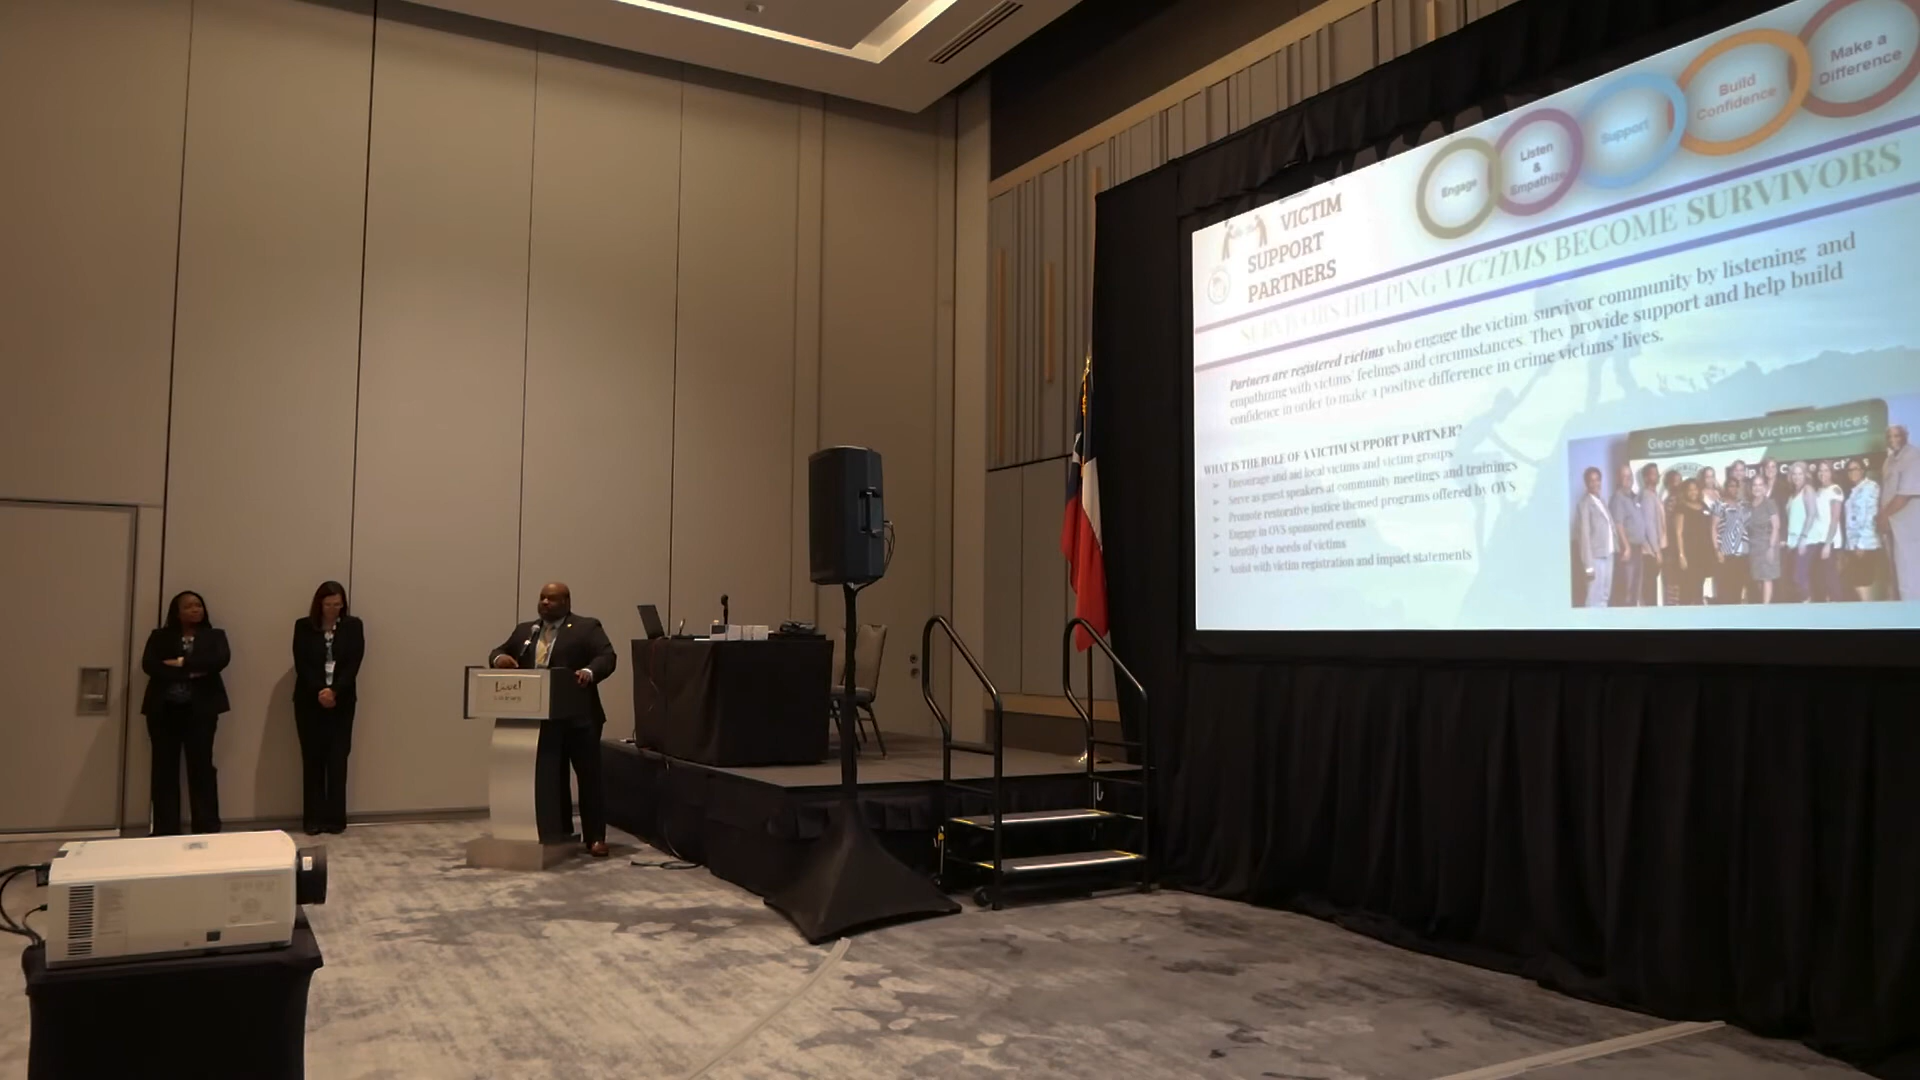 Engage
Listen
&
Empathize
Support
Build
Confidence
Make a
Difference
VICTIM
SUPPORT
PARTNERS
SURVIVORS HELPING VICTIMS BECOME SURVIVORS
Partners are registered victims who engage the victim survivor community by listening and
empathizing with victims' feelings and circumstances. They provide support and help build
confidence in order to make a positive difference in crime victims' lives.
WHAT IS THE ROLE OF A VICTIM SUPPORT PARTNER?
➢ Encourage and aid local victims and victim groups
➢ Serve as guest speakers at community meetings and trainings
➢ Promote restorative justice themed programs offered by OVS
➢ Engage in OVS sponsored events
➢ Identify the needs of victims
➢ Assist with victim registration and impact statements
Georgia Office of Victim Services
Live!